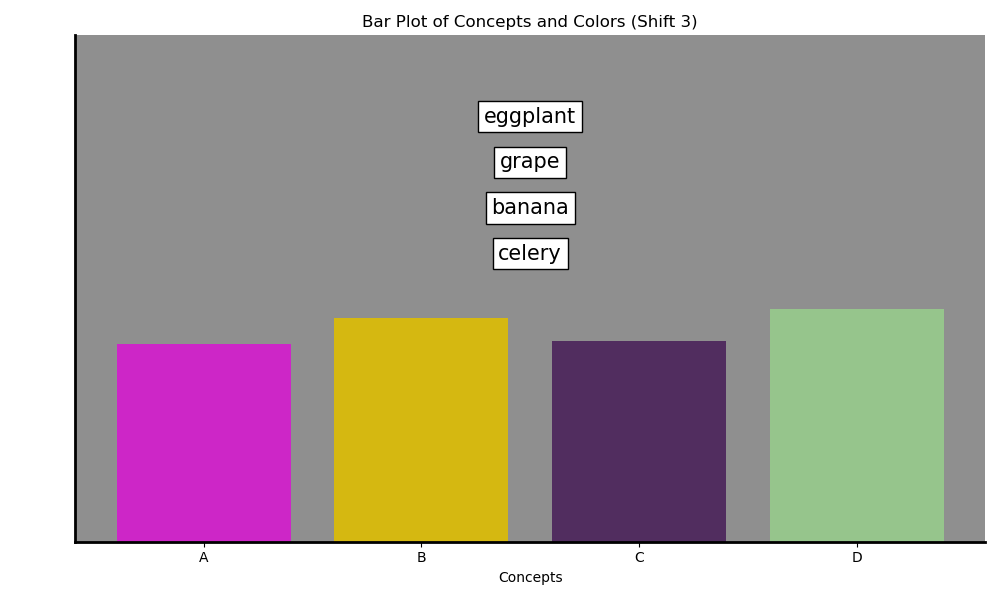 Bar Plot of Concepts and Colors (Shift 3)
eggplant
grape
banana
celery
A B C D
Concepts